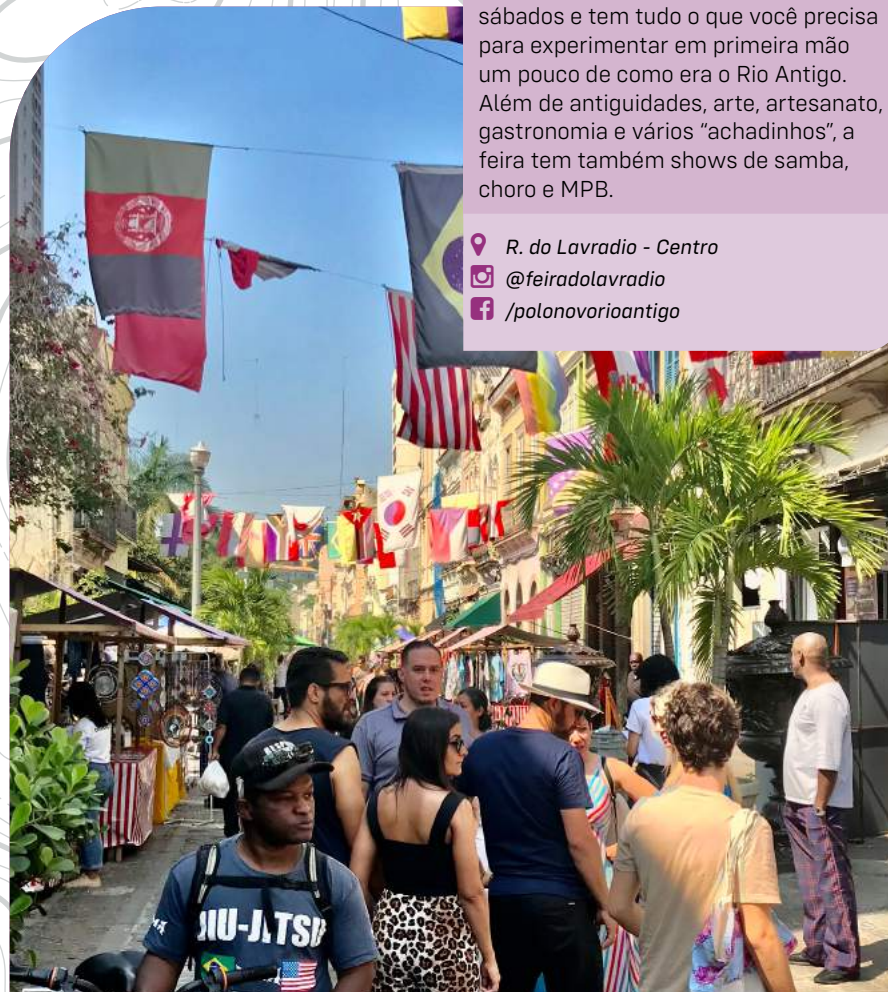 sábados e tem tudo o que você precisa
para experimentar em primeira mão
um pouco de como era o Rio Antigo.
Além de antiguidades, arte, artesanato,
gastronomia e vários “achadinhos”, a
feira tem também shows de samba,
choro e MPB.
R. do Lavradio - Centro
@feiradolavradio
/polonovorioantigo
JIU-JITSU